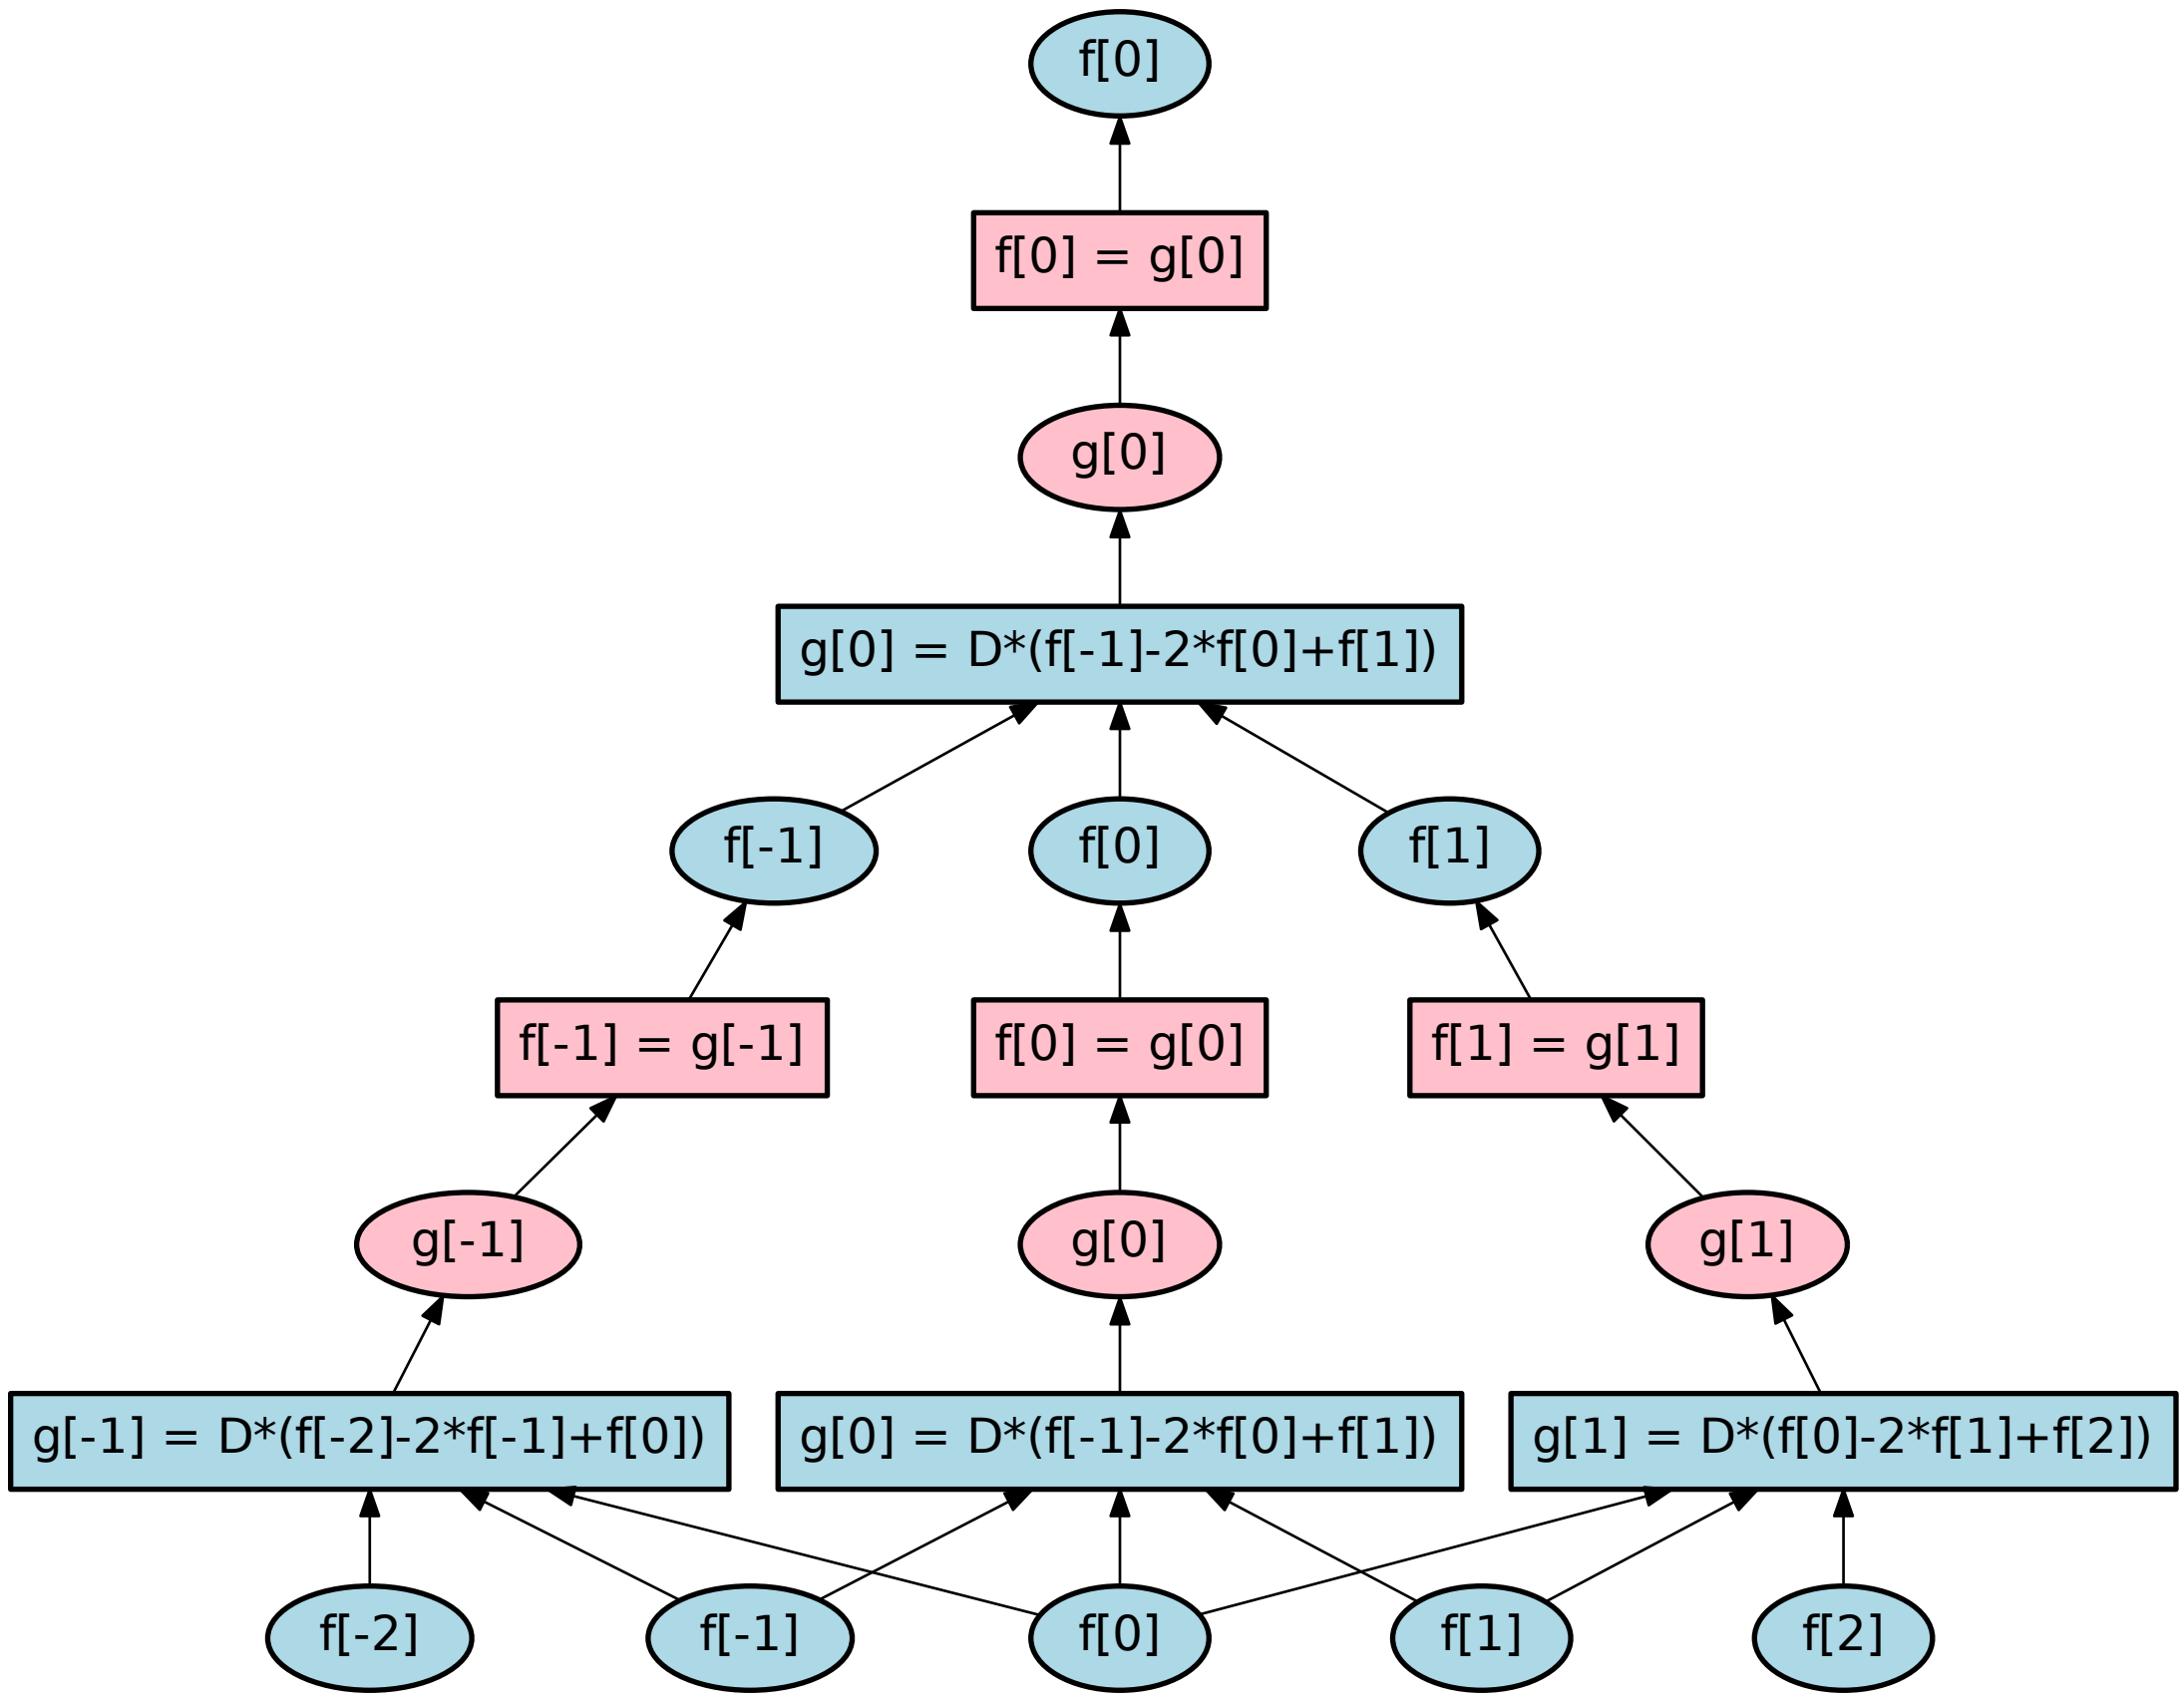 f[0]
f[0] = g[0]
g[0]
g[0] = D*(f[-1]-2*f[0]+f[1])
f[-1]
f[0]
f[1]
f[-1] = g[-1]
f[0] = g[0]
f[1] = g[1]
g[-1]
g[0]
g[1]
g[-1] = D*(f[-2]-2*f[-1]+f[0])
g[0] = D*(f[-1]-2*f[0]+f[1])
g[1] = D*(f[0]-2*f[1]+f[2])
f[-2]
f[-1]
f[0]
f[1]
f[2]